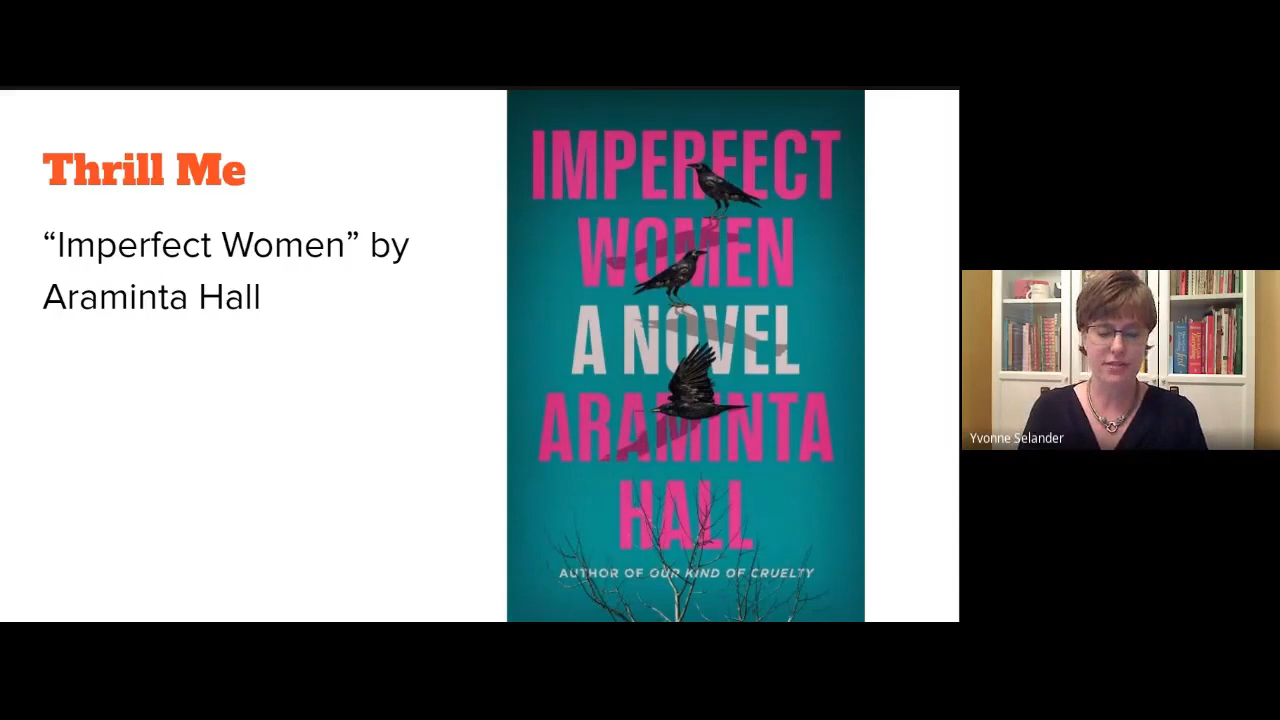 Thrill Me
“Imperfect Women” by
Araminta Hall
IMPERFECT
WOMEN
A NOVEL
ARAMINTA
HALL
AUTHOR OF OUR KIND OF CRUELTY
Yvonne Selander